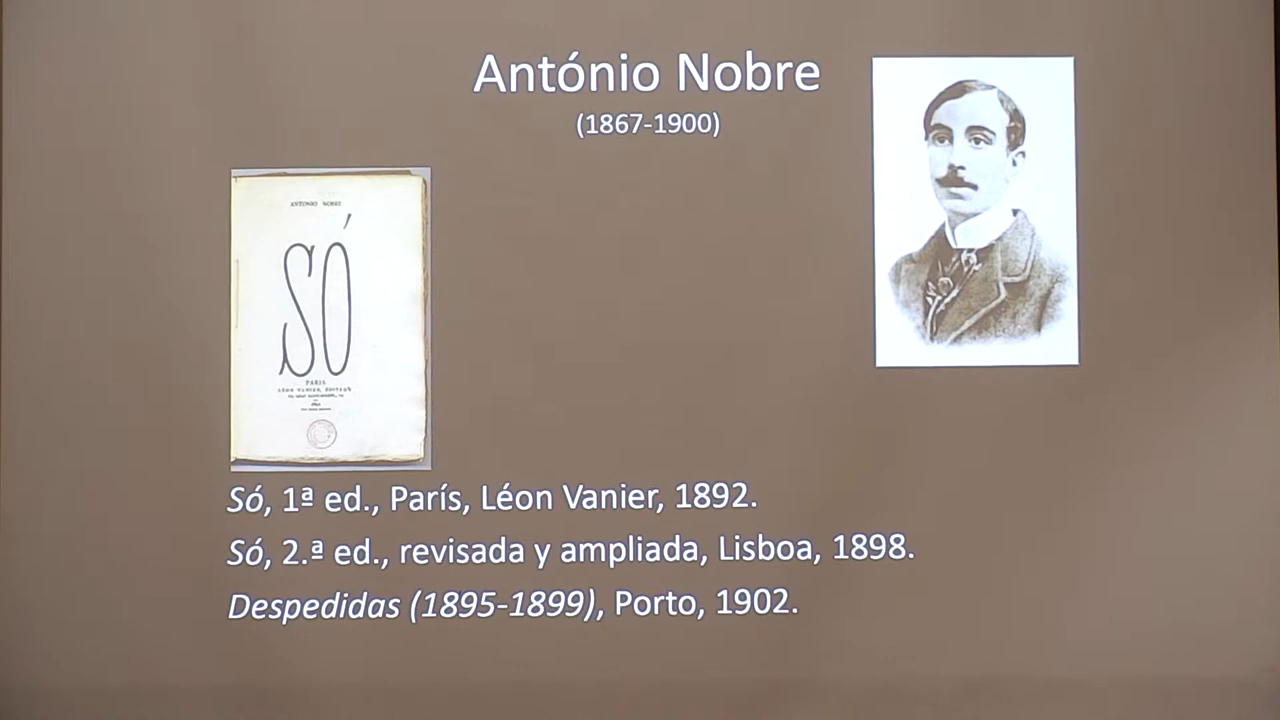 António Nobre
(1867-1900)
ANTONIO NOBRE
SÓ
PARIS
LÉON VANIER, ÉDITEUR
Só, 1ª ed., París, Léon Vanier, 1892.
Só, 2.ª ed., revisada y ampliada, Lisboa, 1898.
Despedidas (1895-1899), Porto, 1902.